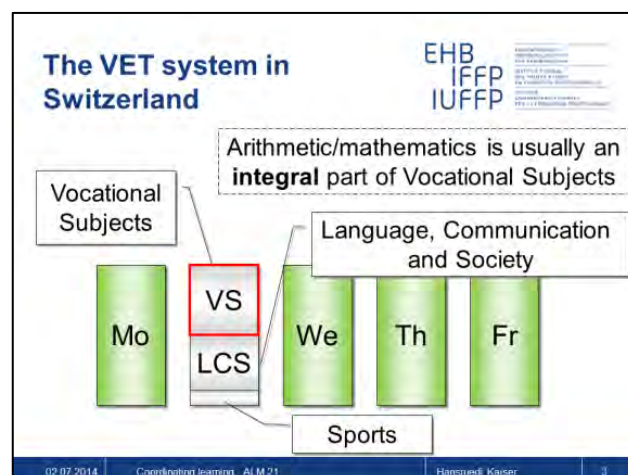 The VET system in
Switzerland
EHB
IFFP
IUFFP
Arithmetic/mathematics is usually an
integral part of Vocational Subjects
Vocational
Subjects
Language, Communication
and Society
Mo
VS
LCS
We
Th
Fr
Sports
02.07.2014
Coordinating learning ALM 21
Hansruedi Kaiser
3